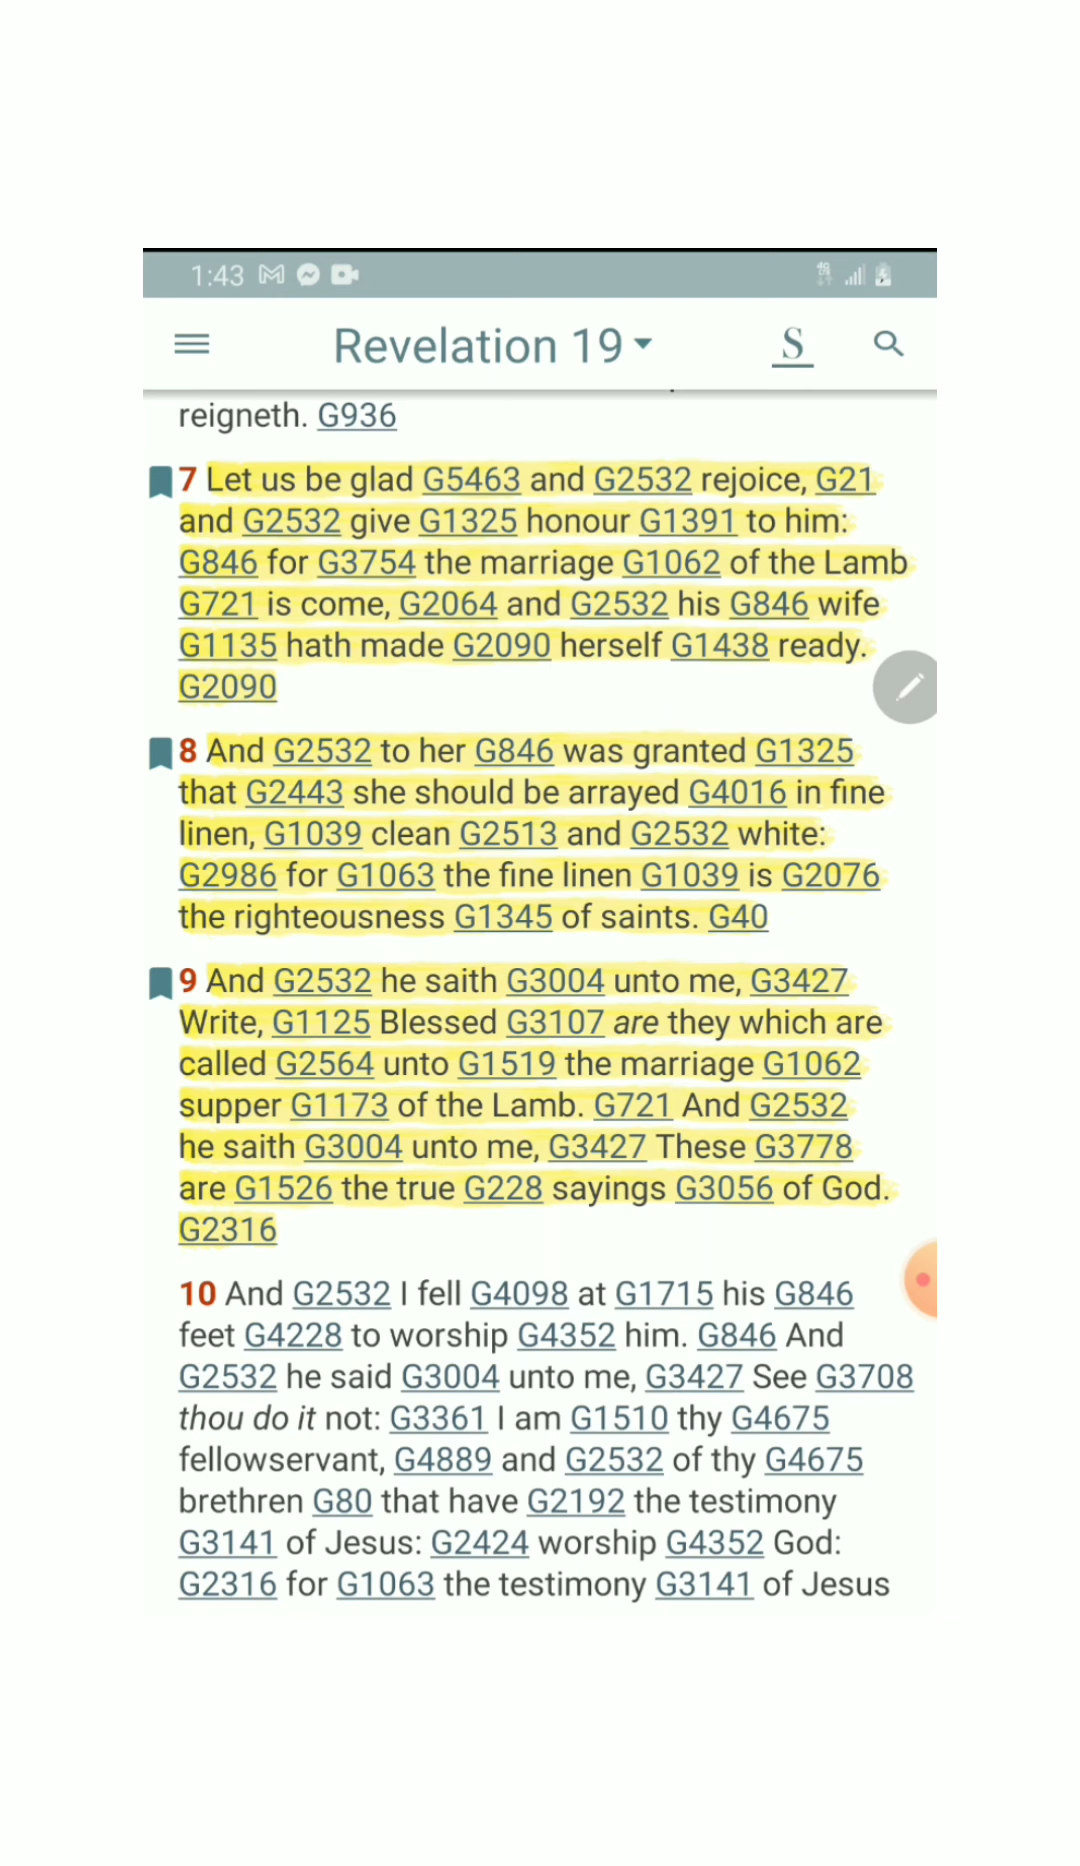 1:43
Revelation 19
S
reigneth. G936
7 Let us be glad G5463 and G2532 rejoice, G21
and G2532 give G1325 honour G1391 to him:
G846 for G3754 the marriage G1062 of the Lamb
G721 is come, G2064 and G2532 his G846 wife
G1135 hath made G2090 herself G1438 ready.
G2090
8 And G2532 to her G846 was granted G1325
that G2443 she should be arrayed G4016 in fine
linen, G1039 clean G2513 and G2532 white:
G2986 for G1063 the fine linen G1039 is G2076
the righteousness G1345 of saints. G40
9 And G2532 he saith G3004 unto me, G3427
Write, G1125 Blessed G3107 are they which are
called G2564 unto G1519 the marriage G1062
supper G1173 of the Lamb. G721 And G2532
he saith G3004 unto me, G3427 These G3778
are G1526 the true G228 sayings G3056 of God.
G2316
10 And G2532 I fell G4098 at G1715 his G846
feet G4228 to worship G4352 him. G846 And
G2532 he said G3004 unto me, G3427 See G3708
thou do it not: G3361 I am G1510 thy G4675
fellowservant, G4889 and G2532 of thy G4675
brethren G80 that have G2192 the testimony
G3141 of Jesus: G2424 worship G4352 God:
G2316 for G1063 the testimony G3141 of Jesus